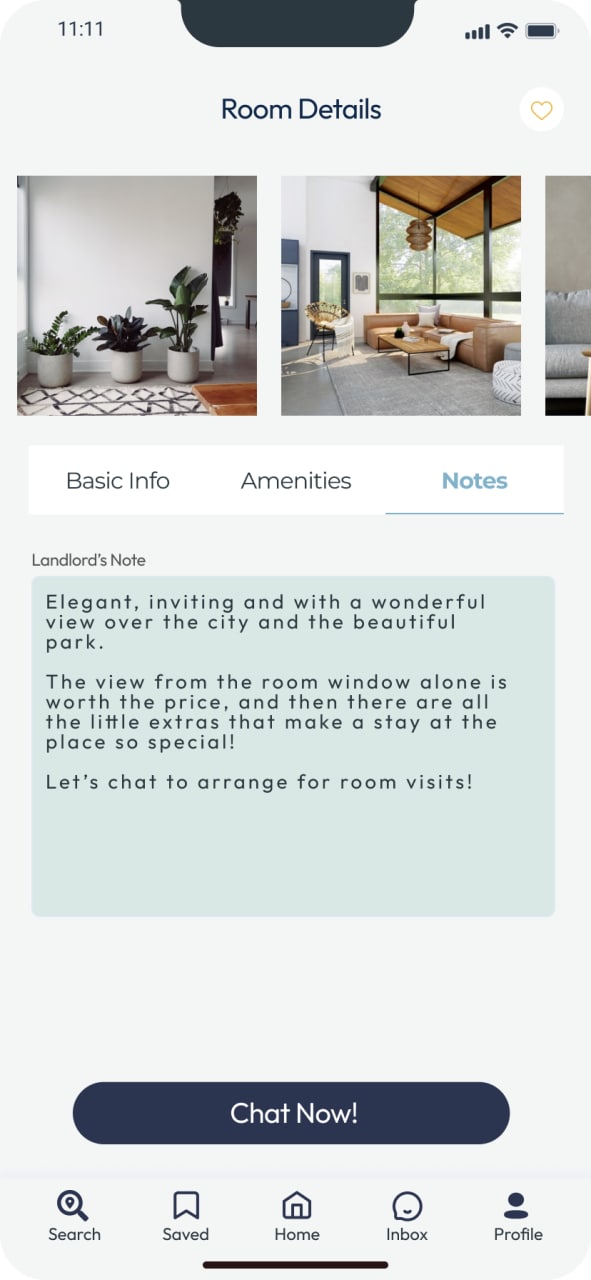 11:11
Room Details
Basic Info
Amenities
Notes
Landlord’s Note
Elegant, inviting and with a wonderful
view over the city and the beautiful
park.
The view from the room window alone is
worth the price, and then there are all
the little extras that make a stay at the
place so special!
Let’s chat to arrange for room visits!
Chat Now!
Search
Saved
Home
Inbox
Profile